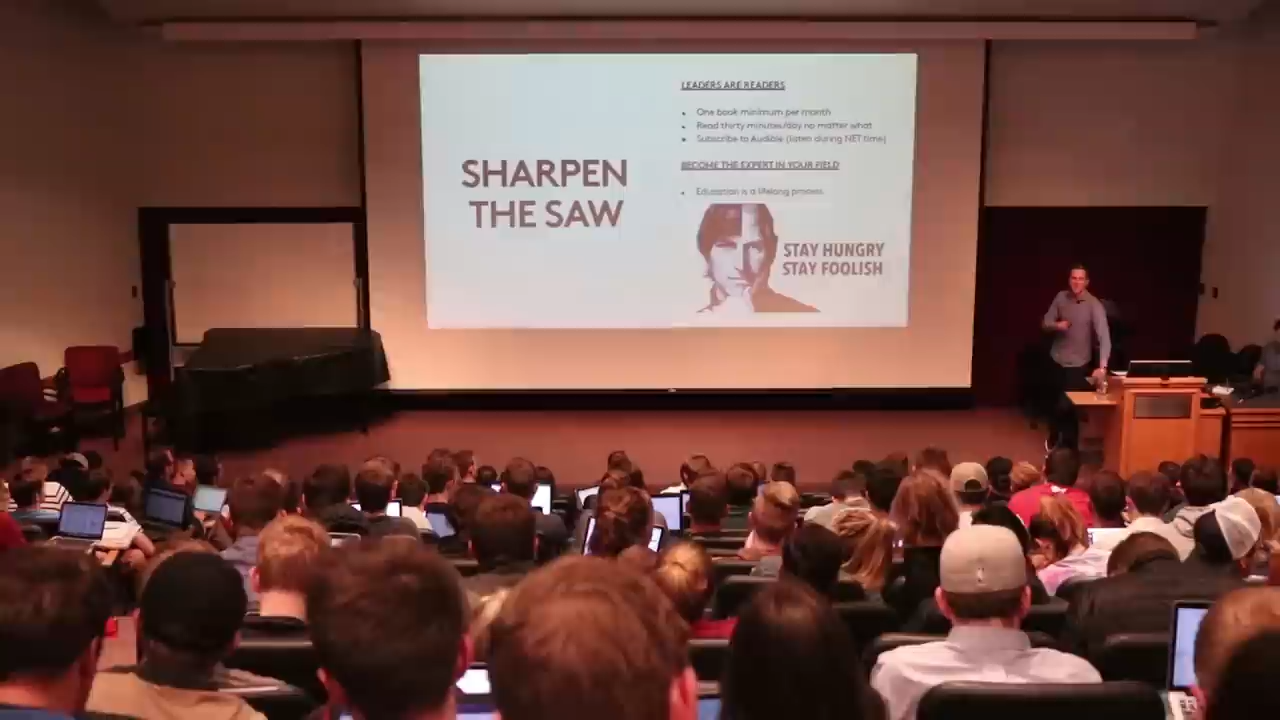 SHARPEN
THE SAW
LEADERS ARE READERS
One book minimum per month
Read thirty minutes/day no matter what
Subscribe to Audible (listen during NET time)
BECOME THE EXPERT IN YOUR FIELD
Education is a lifelong process
STAY HUNGRY
STAY FOOLISH